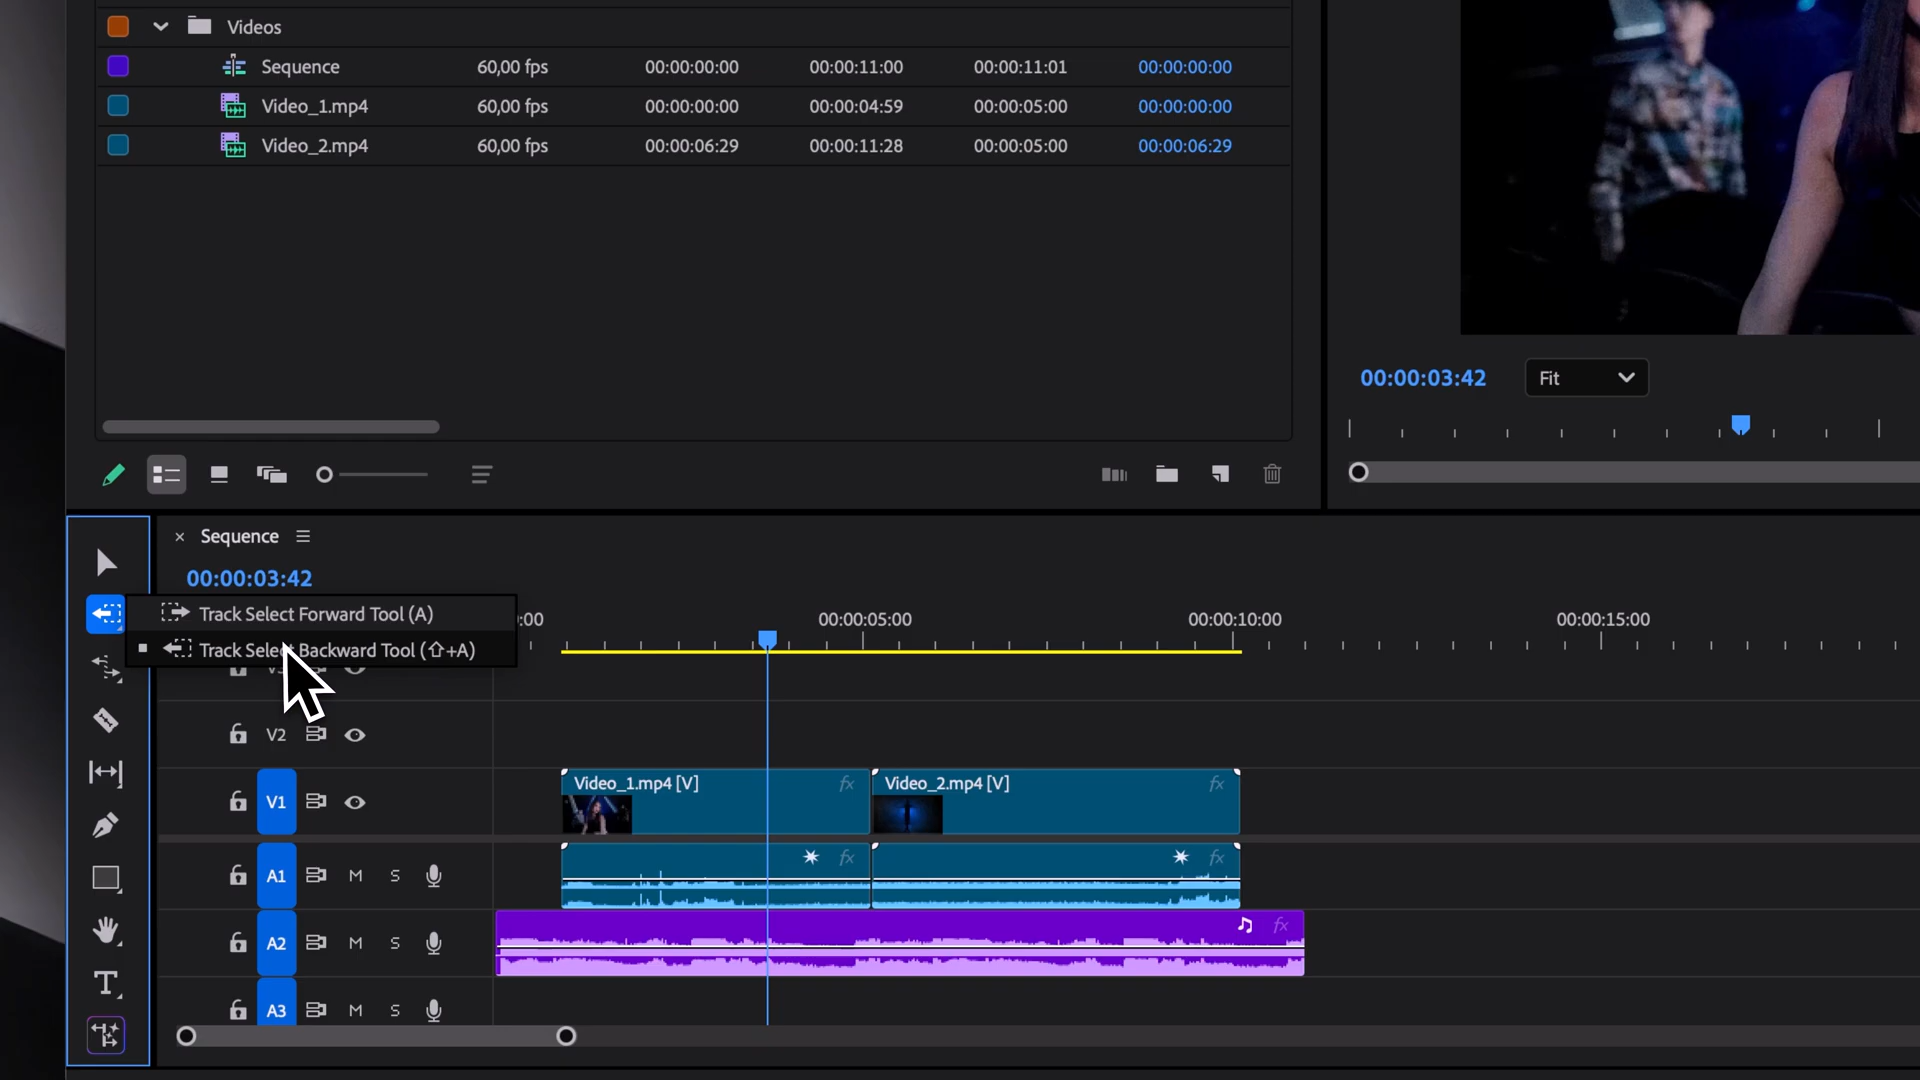 Videos
Sequence 60,00 fps 00:00:00:00 00:00:11:00 00:00:11:01 00:00:00:00
Video_1.mp4 60,00 fps 00:00:00:00 00:00:04:59 00:00:05:00 00:00:00:00
Video_2.mp4 60,00 fps 00:00:06:29 00:00:11:28 00:00:05:00 00:00:06:29
00:00:03:42 Fit
Sequence
00:00:03:42
Track Select Forward Tool (A)
:00 00:00:05:00 00:00:10:00 00:00:15:00
Track Select Backward Tool (⇧+A)
V2
V1
Video_1.mp4 [V] fx
Video_2.mp4 [V] fx
A1 M S
fx fx
A2 M S
fx
T
A3 M S